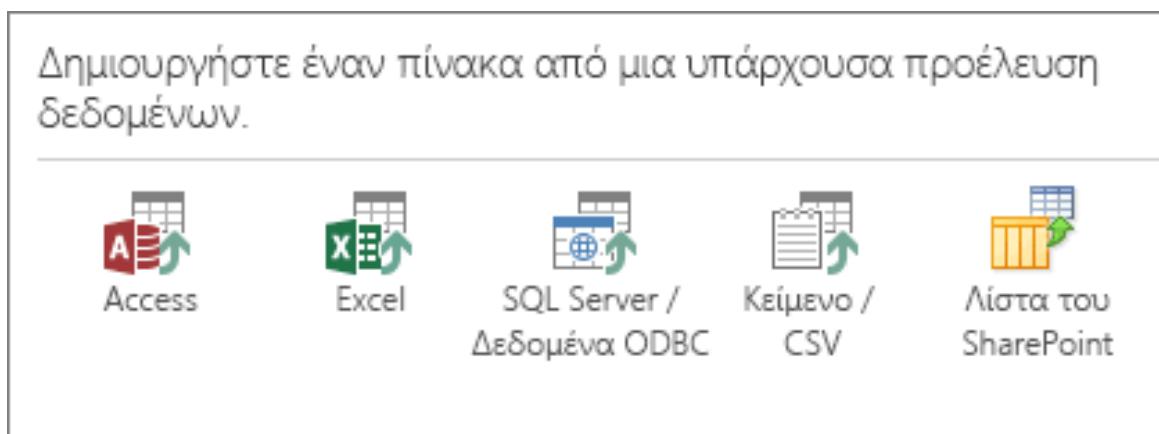 Δημιουργήστε έναν πίνακα από μια υπάρχουσα προέλευση
δεδομένων.
Access
Excel
SQL Server /
Δεδομένα ODBC
Κείμενο /
CSV
Λίστα του
SharePoint